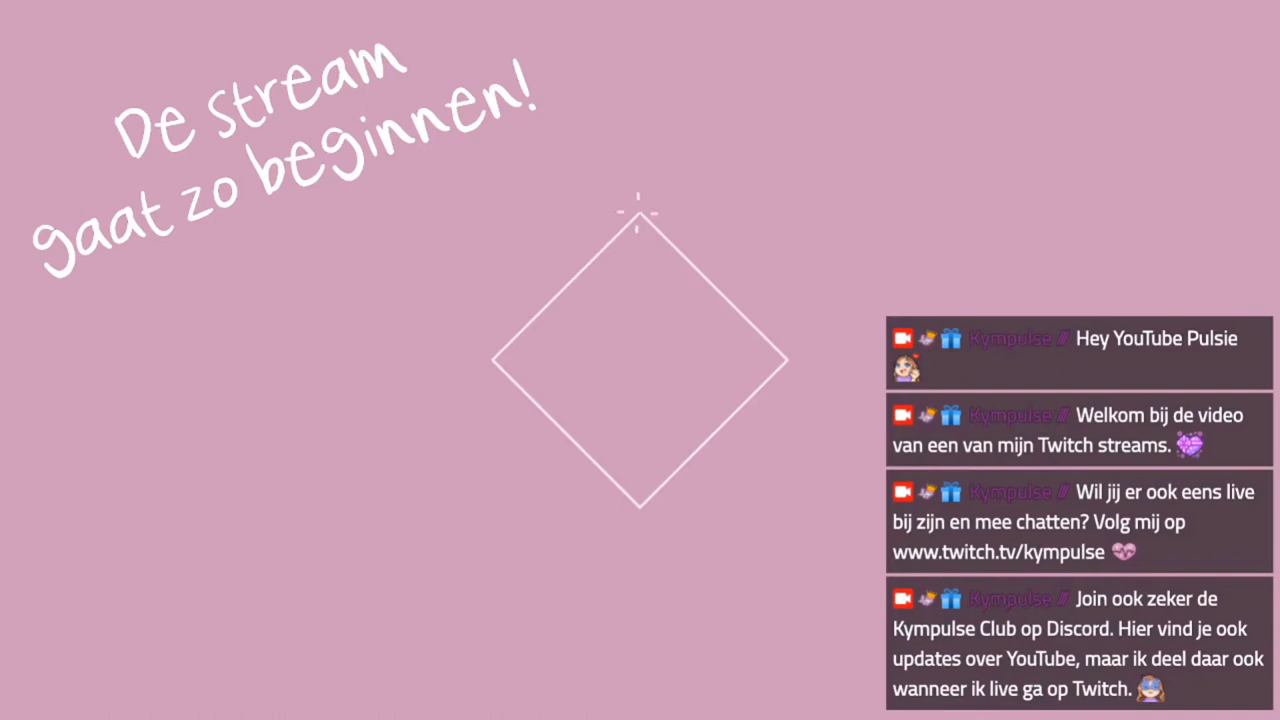 De stream
gaat zo beginnen!
Kympulse // Hey YouTube Pulsie
Kympulse // Welkom bij de video
van een van mijn Twitch streams.
Kympulse // Wil jij er ook eens live
bij zijn en mee chatten? Volg mij op
www.twitch.tv/kympulse
Kympulse // Join ook zeker de
Kympulse Club op Discord. Hier vind je ook
updates over YouTube, maar ik deel daar ook
wanneer ik live ga op Twitch.